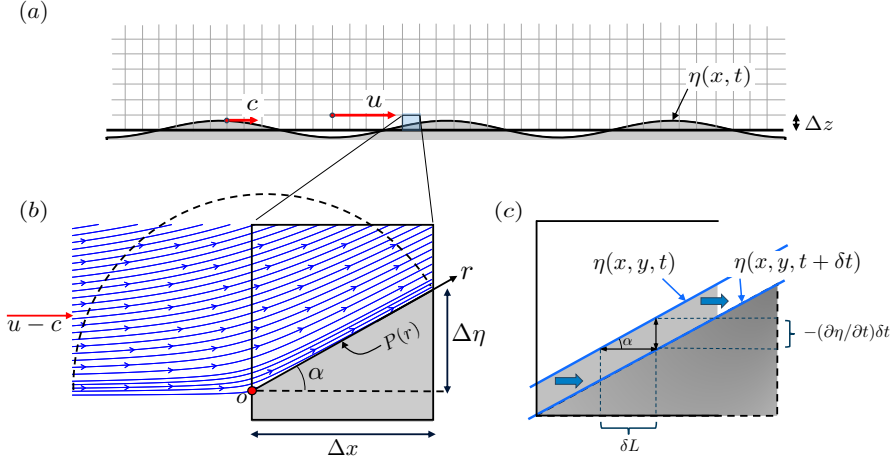 (a)
η(x, t)
c
u
Δz
(b)
(c)
r
η(x, y, t)
η(x, y, t + δt)
u − c
P(r)
Δη
−(∂η/∂t)δt
α
α
o
Δx
δL